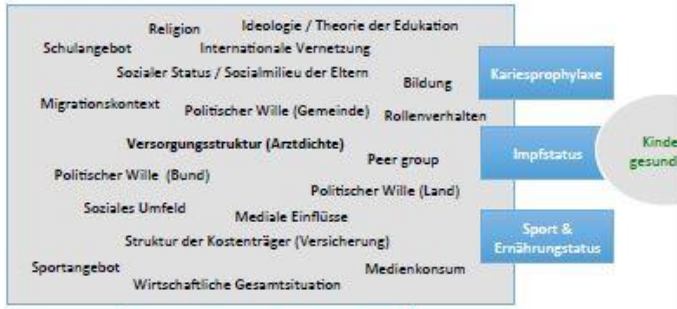 Religion
Ideologie / Theorie der Edukation
Schulangebot
Internationale Vernetzung
Sozialer Status / Sozialmilieu der Eltern
Bildung
Kariesprophylaxe
Migrationskontext
Politischer Wille (Gemeinde)
Rollenverhalten
Versorgungsstruktur (Arztdichte)
Impfstatus
Kinde
gesund
Peer group
Politischer Wille (Bund)
Politischer Wille (Land)
Soziales Umfeld
Mediale Einflüsse
Sport &
Ernährungstatus
Struktur der Kostenträger (Versicherung)
Sportangebot
Medienkonsum
Wirtschaftliche Gesamtsituation